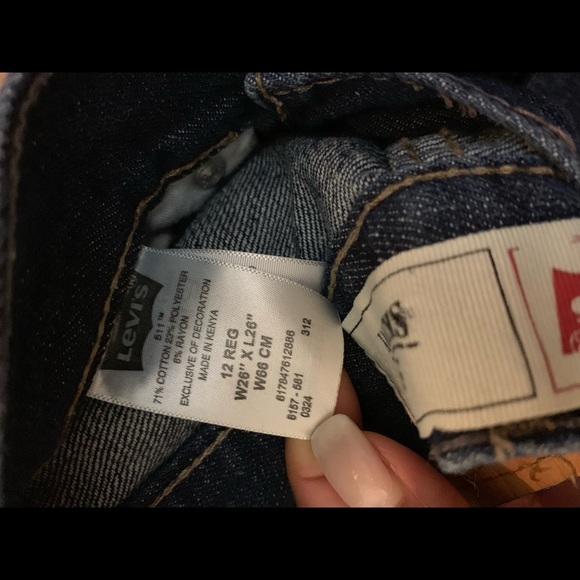 Levi's
511™
71% COTTON 23% POLYESTER
6% RAYON
EXCLUSIVE OF DECORATION
MADE IN KENYA
12 REG
W26" X L26"
W66 CM
617847612886
6157 - 581
0324
312